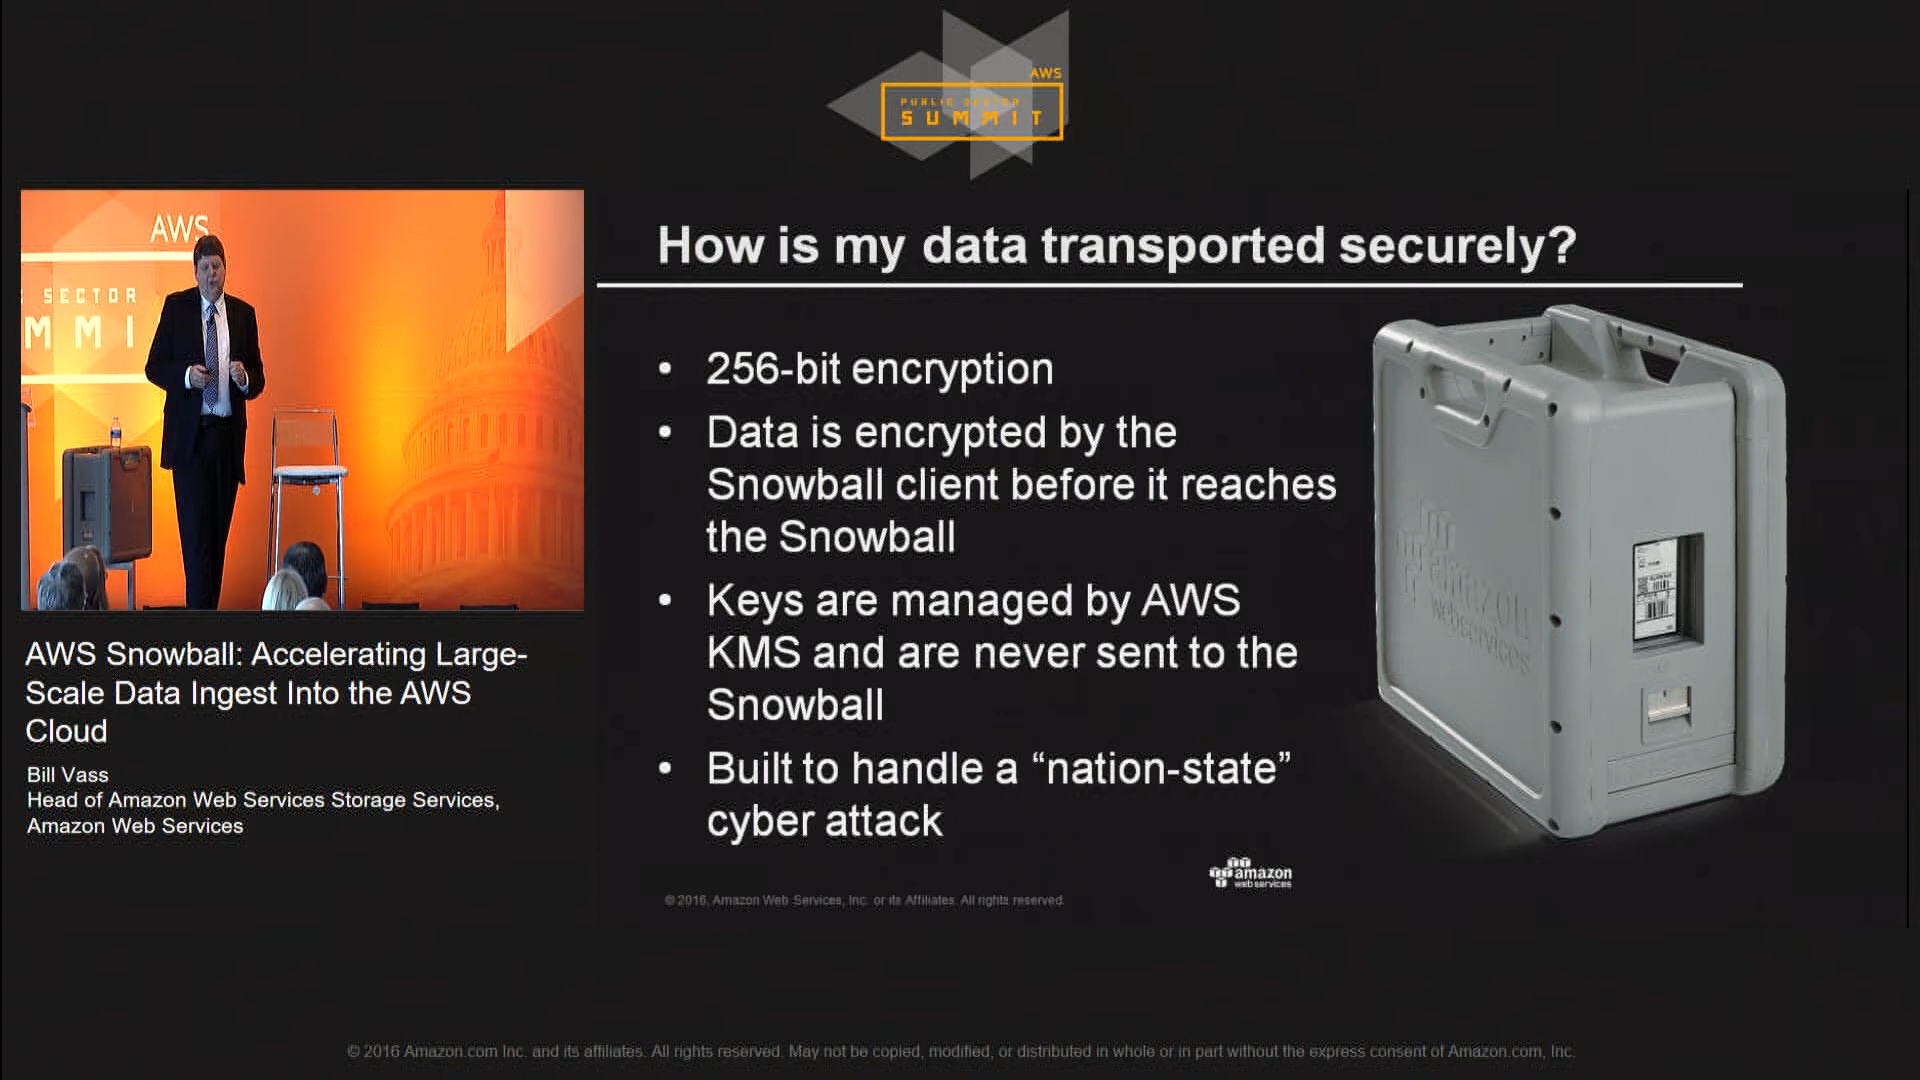 AWS
PUBLIC SECTOR
SUMMIT
AWS
SECTOR
MMI
How is my data transported securely?
• 256-bit encryption
• Data is encrypted by the
Snowball client before it reaches
the Snowball
• Keys are managed by AWS
KMS and are never sent to the
Snowball
• Built to handle a “nation-state”
cyber attack
amazon
webservices
amazon
webservices
© 2016, Amazon Web Services, Inc. or its Affiliates. All rights reserved.
AWS Snowball: Accelerating Large-
Scale Data Ingest Into the AWS
Cloud
Bill Vass
Head of Amazon Web Services Storage Services,
Amazon Web Services
© 2016 Amazon.com Inc. and its affiliates. All rights reserved. May not be copied, modified, or distributed in whole or in part without the express consent of Amazon.com, Inc.